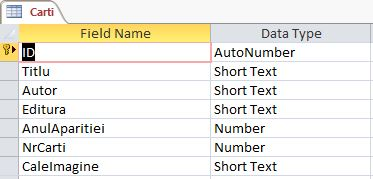 Carti
Field Name Data Type
ID AutoNumber
Titlu Short Text
Autor Short Text
Editura Short Text
AnulAparitiei Number
NrCarti Number
CaleImagine Short Text